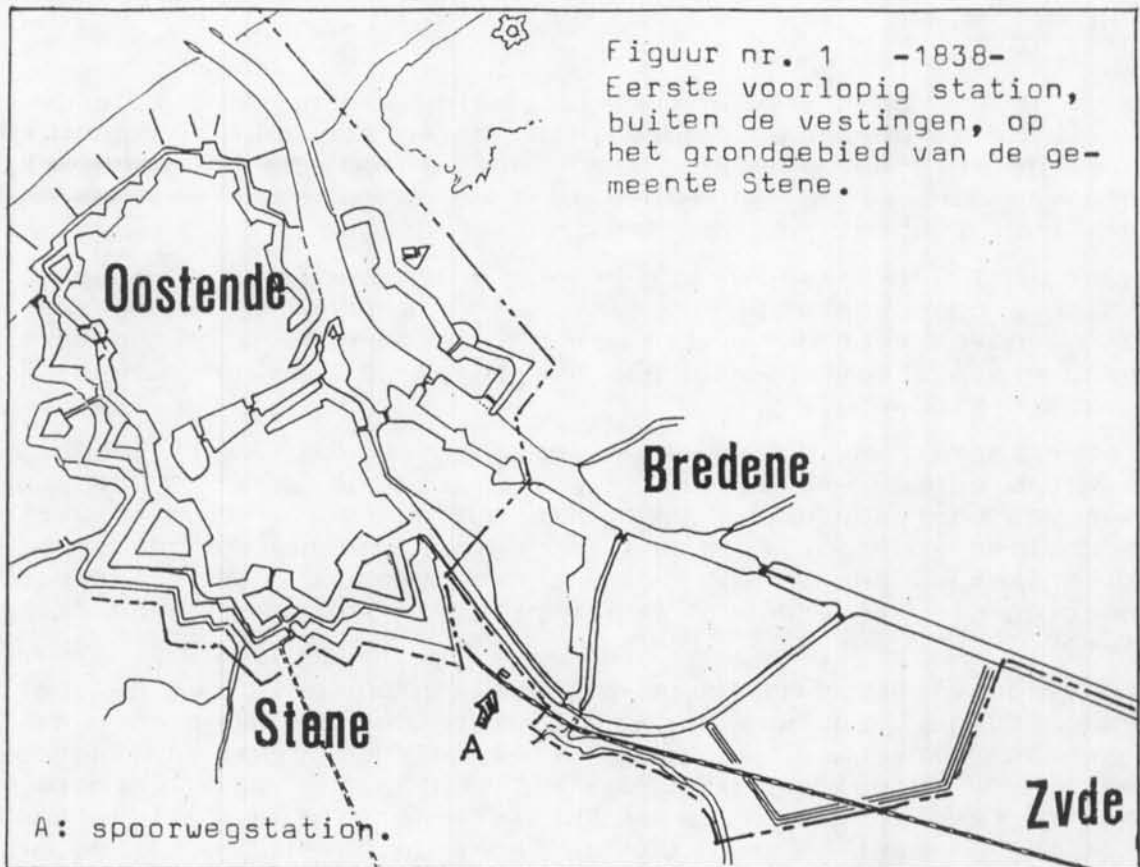 Figuur nr. 1 -1838-
Eerste voorlopig station,
buiten de vestingen, op
het grondgebied van de ge-
meente Stene.
Oostende
Bredene
Stene
A
Zvde
A: spoorwegstation.